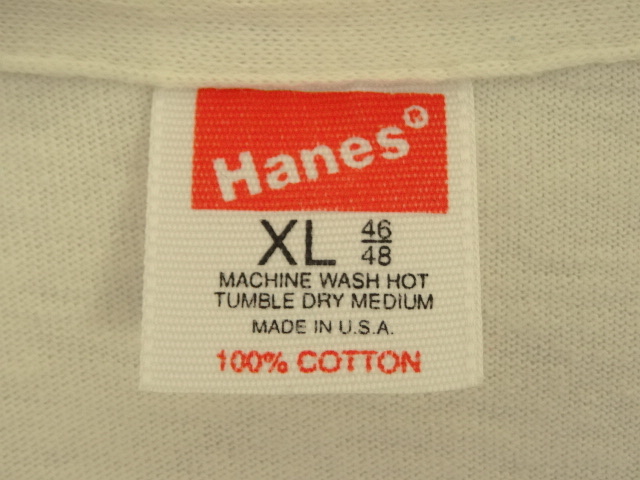 Hanes®
XL 46/48
MACHINE WASH HOT
TUMBLE DRY MEDIUM
MADE IN U.S.A.
100% COTTON